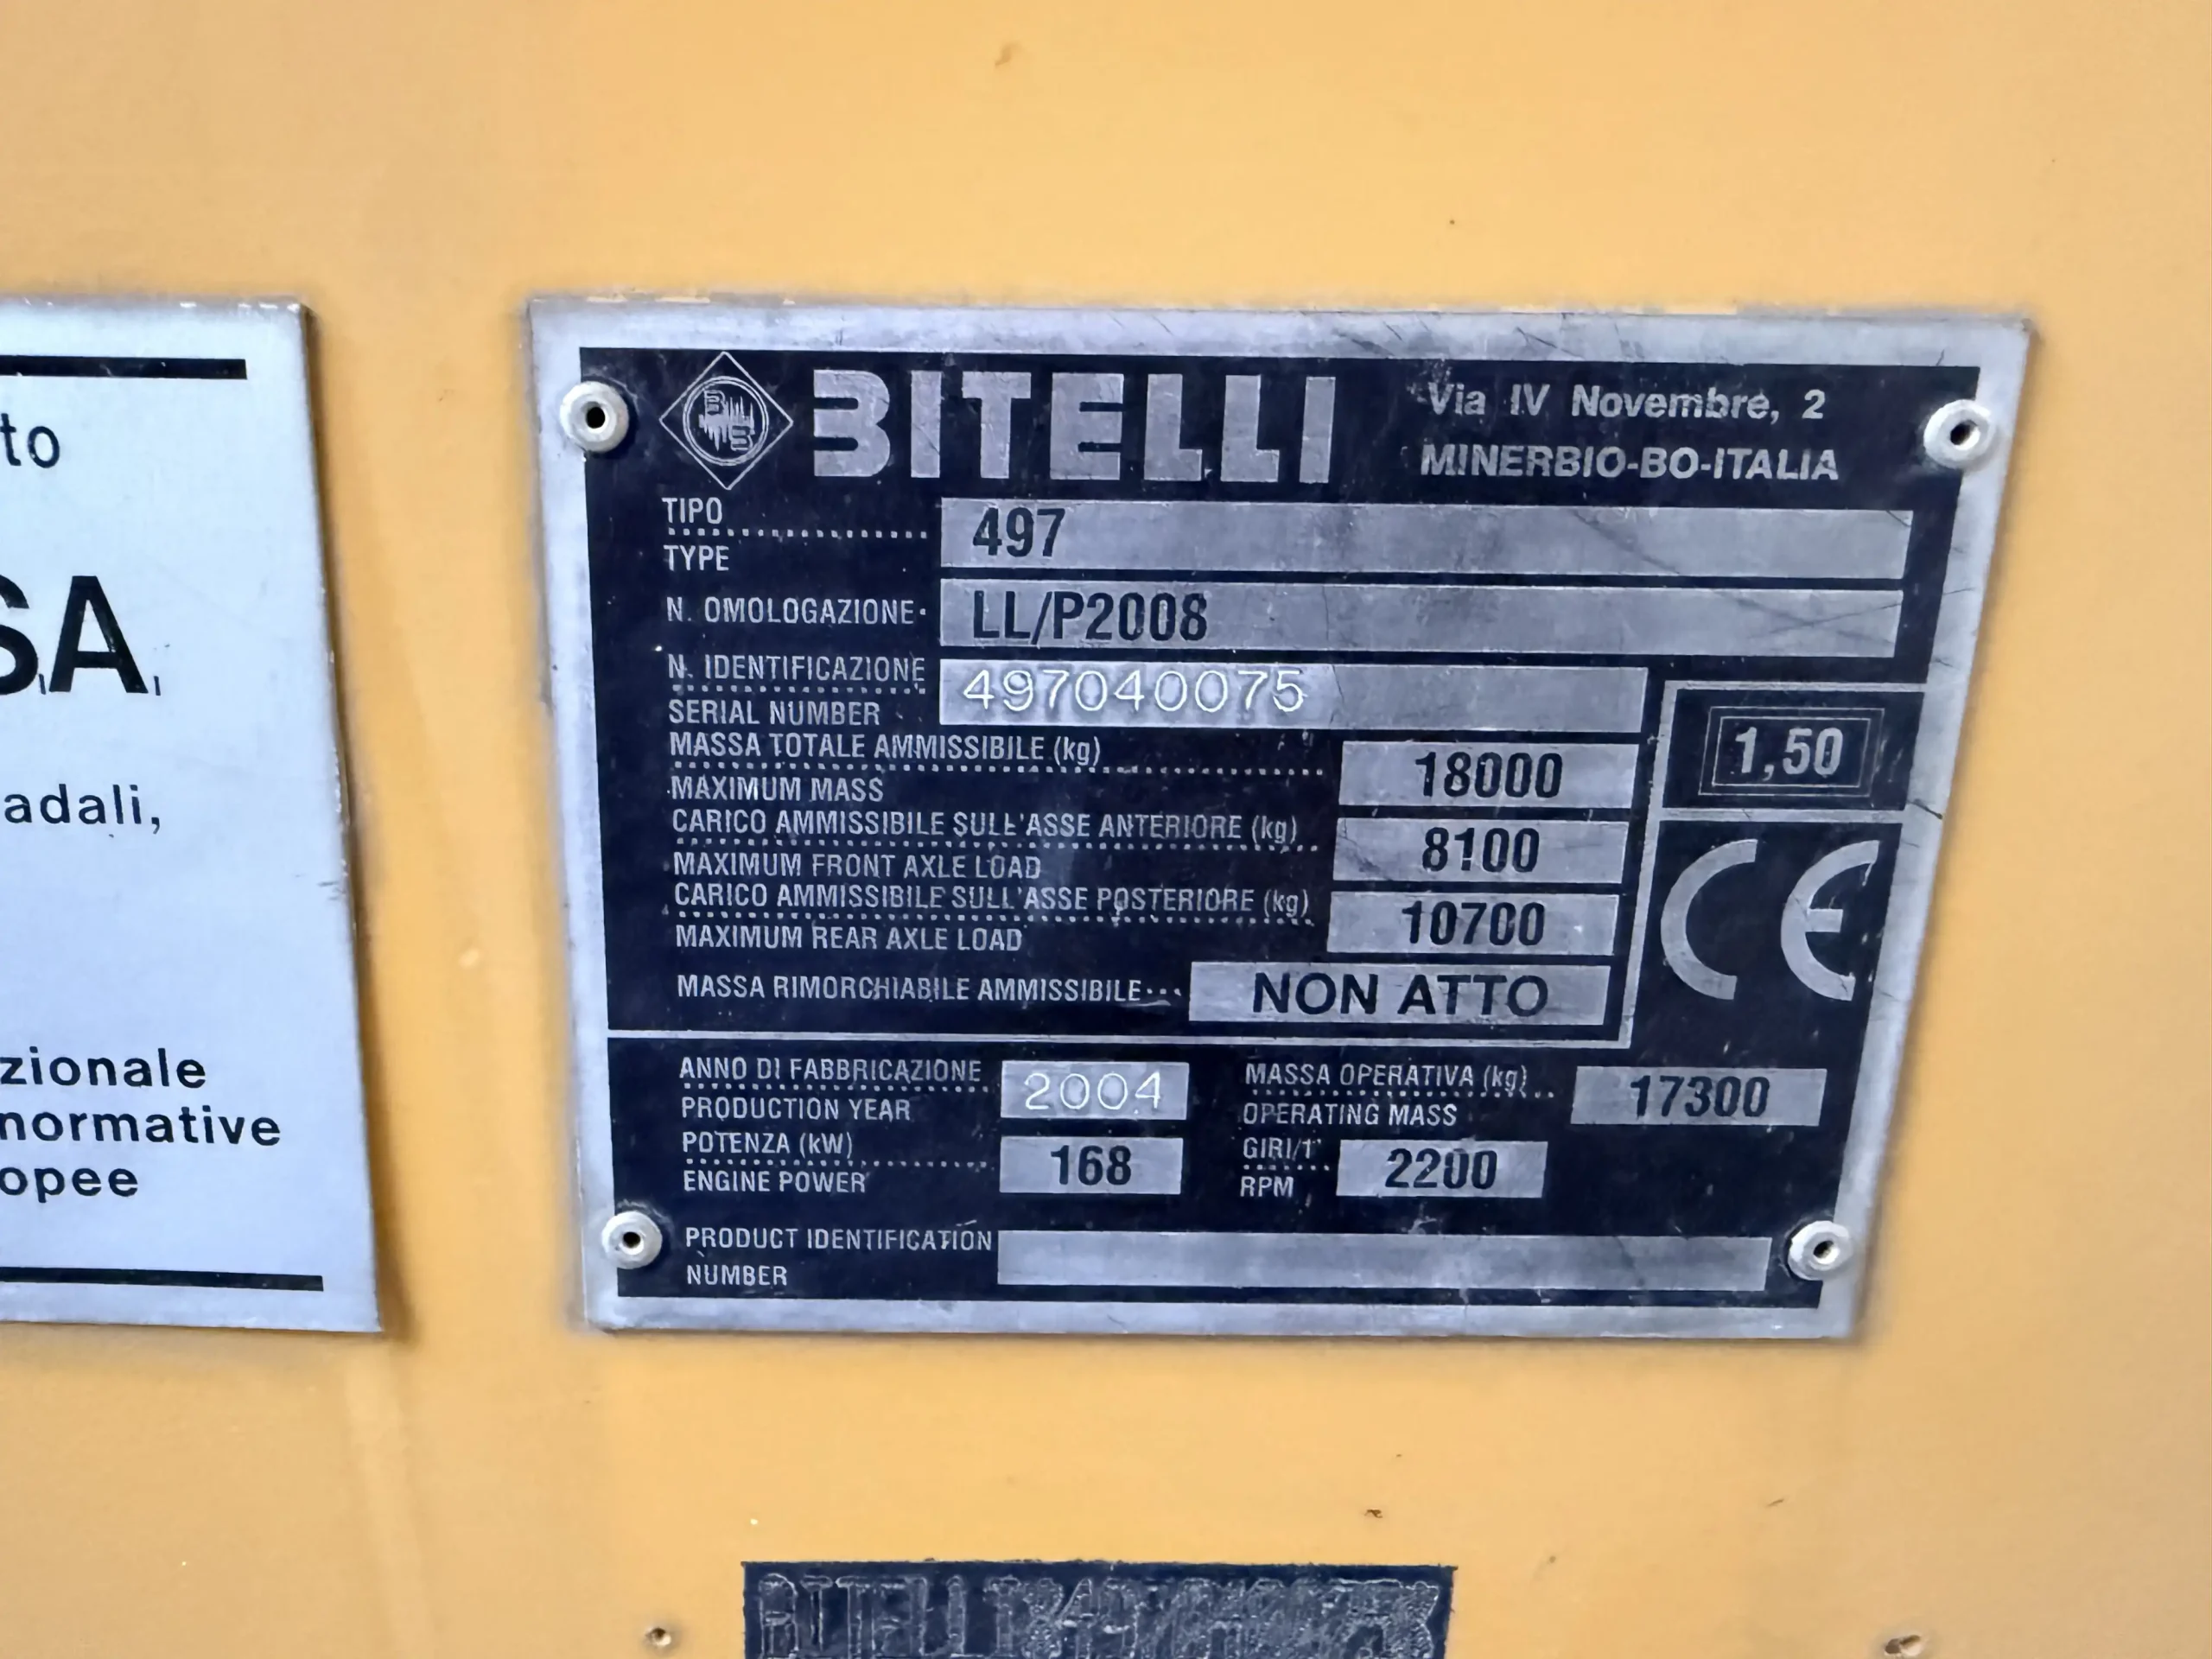 to
SA
adali,
zionale
normative
opee
BITELLI
Via IV Novembre, 2
MINERBIO-BO-ITALIA
TIPO
TYPE
497
N. OMOLOGAZIONE
LL/P2008
N. IDENTIFICAZIONE
SERIAL NUMBER
497040075
1,50
MASSA TOTALE AMMISSIBILE (kg)
MAXIMUM MASS
18000
CARICO AMMISSIBILE SULL'ASSE ANTERIORE (kg)
MAXIMUM FRONT AXLE LOAD
8100
CARICO AMMISSIBILE SULL'ASSE POSTERIORE (kg)
MAXIMUM REAR AXLE LOAD
10700
CE
MASSA RIMORCHIABILE AMMISSIBILE
NON ATTO
ANNO DI FABBRICAZIONE
PRODUCTION YEAR
2004
MASSA OPERATIVA (kg)
OPERATING MASS
17300
POTENZA (kW)
ENGINE POWER
168
GIRI/1'
RPM
2200
PRODUCT IDENTIFICATION
NUMBER
BITELLI